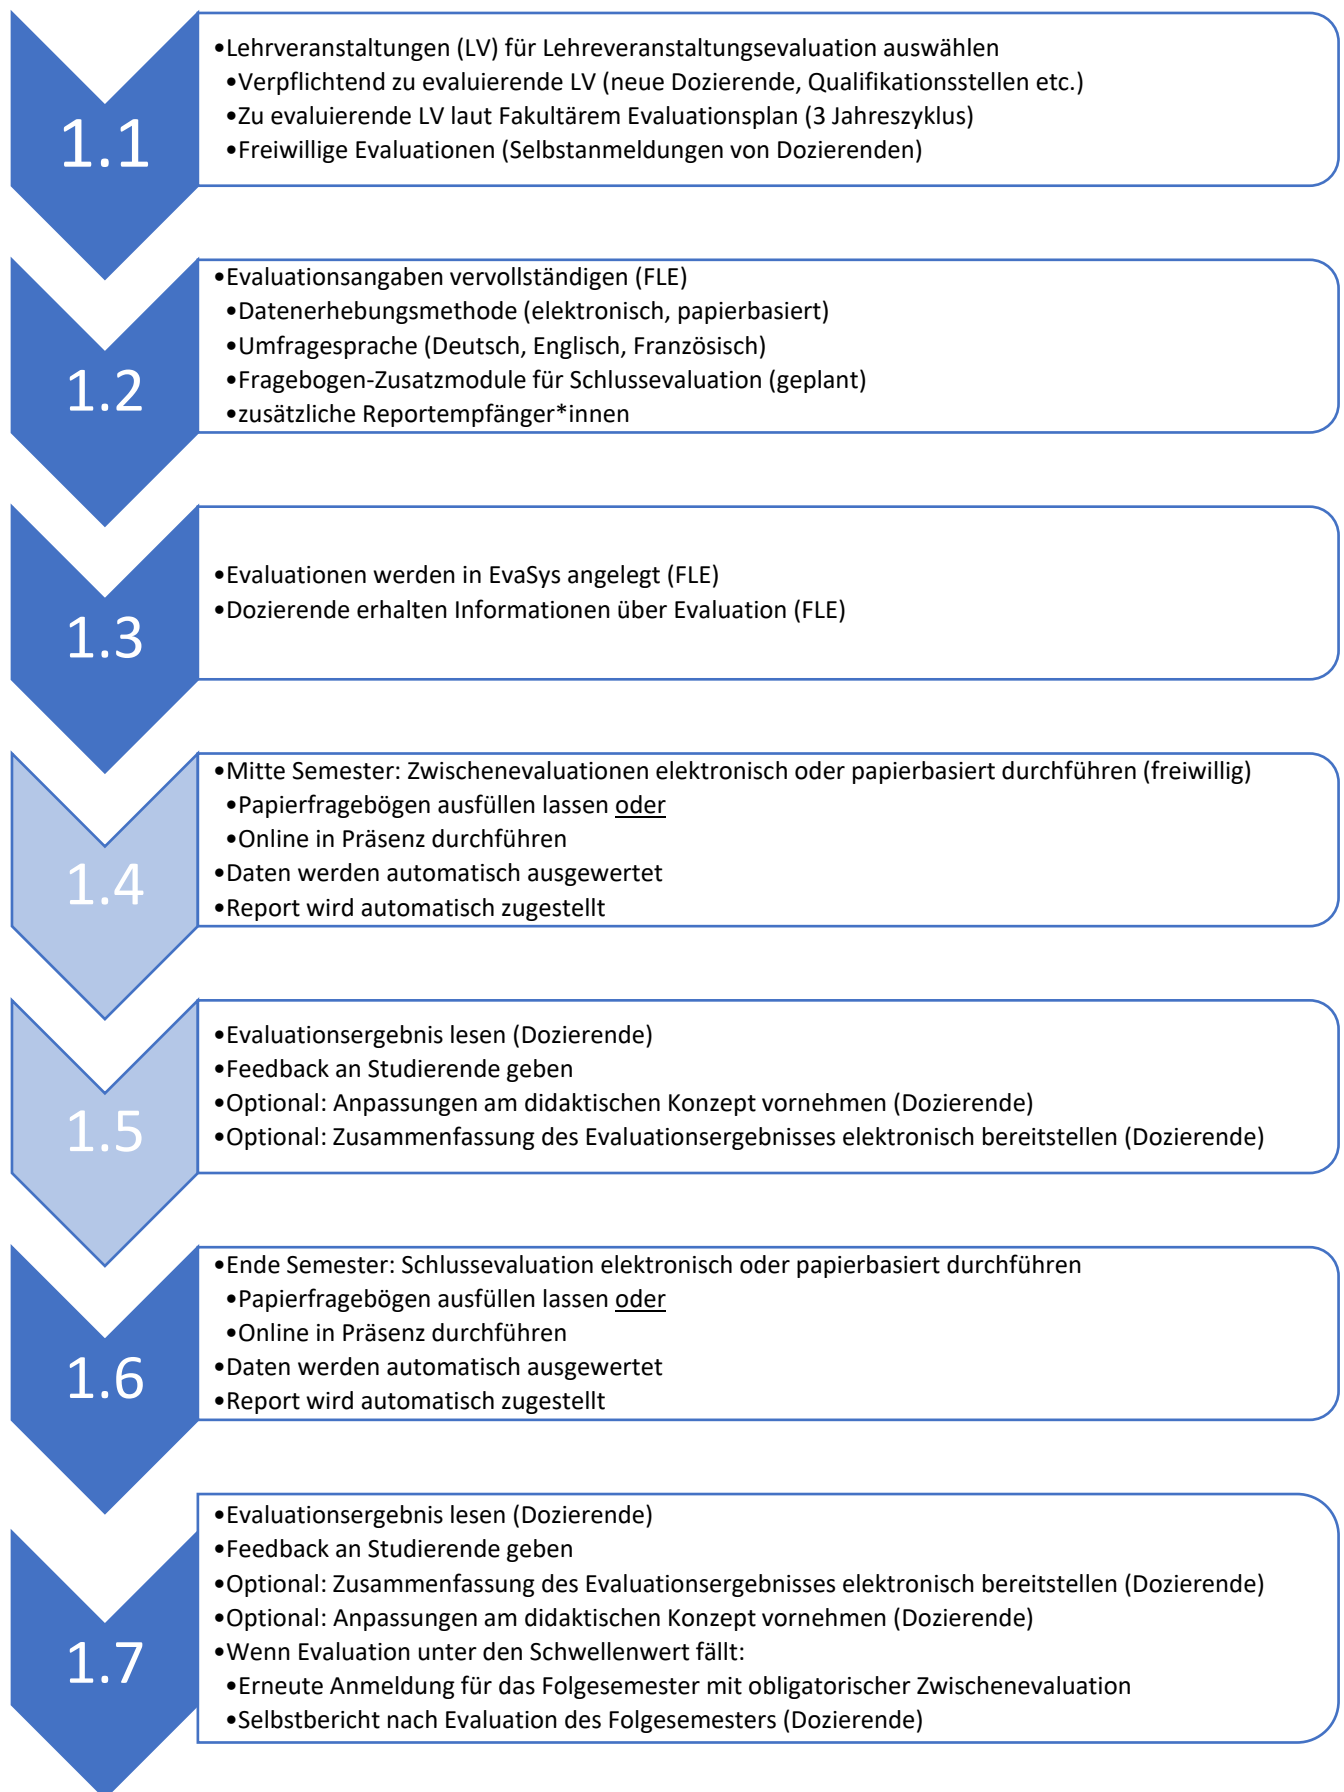 1.1
•Lehrveranstaltungen (LV) für Lehreveranstaltungsevaluation auswählen
•Verpflichtend zu evaluierende LV (neue Dozierende, Qualifikationsstellen etc.)
•Zu evaluierende LV laut Fakultärem Evaluationsplan (3 Jahreszyklus)
•Freiwillige Evaluationen (Selbstanmeldungen von Dozierenden)
1.2
•Evaluationsangaben vervollständigen (FLE)
•Datenerhebungsmethode (elektronisch, papierbasiert)
•Umfragesprache (Deutsch, Englisch, Französisch)
•Fragebogen-Zusatzmodule für Schlussevaluation (geplant)
•zusätzliche Reportempfänger*innen
1.3
•Evaluationen werden in EvaSys angelegt (FLE)
•Dozierende erhalten Informationen über Evaluation (FLE)
1.4
•Mitte Semester: Zwischenevaluationen elektronisch oder papierbasiert durchführen (freiwillig)
•Papierfragebögen ausfüllen lassen oder
•Online in Präsenz durchführen
•Daten werden automatisch ausgewertet
•Report wird automatisch zugestellt
1.5
•Evaluationsergebnis lesen (Dozierende)
•Feedback an Studierende geben
•Optional: Anpassungen am didaktischen Konzept vornehmen (Dozierende)
•Optional: Zusammenfassung des Evaluationsergebnisses elektronisch bereitstellen (Dozierende)
1.6
•Ende Semester: Schlussevaluation elektronisch oder papierbasiert durchführen
•Papierfragebögen ausfüllen lassen oder
•Online in Präsenz durchführen
•Daten werden automatisch ausgewertet
•Report wird automatisch zugestellt
1.7
•Evaluationsergebnis lesen (Dozierende)
•Feedback an Studierende geben
•Optional: Zusammenfassung des Evaluationsergebnisses elektronisch bereitstellen (Dozierende)
•Optional: Anpassungen am didaktischen Konzept vornehmen (Dozierende)
•Wenn Evaluation unter den Schwellenwert fällt:
•Erneute Anmeldung für das Folgesemester mit obligatorischer Zwischenevaluation
•Selbstbericht nach Evaluation des Folgesemesters (Dozierende)